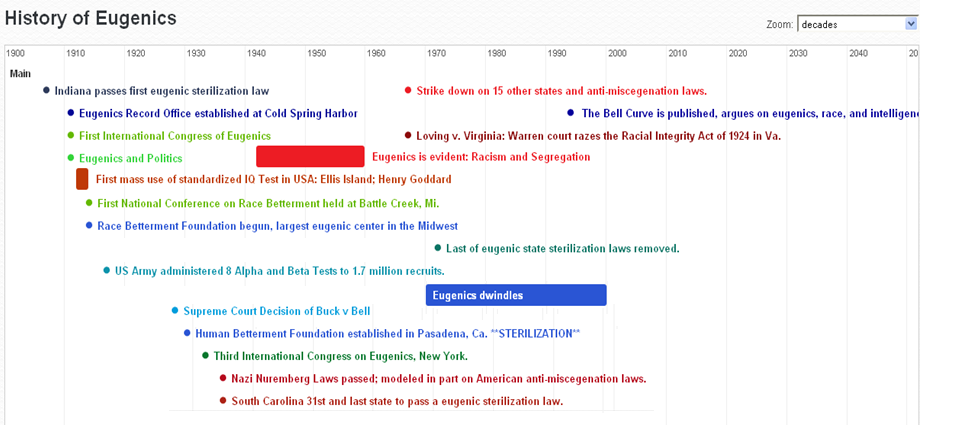 History of Eugenics
Zoom: decades
1900 1910 1920 1930 1940 1950 1960 1970 1980 1990 2000 2010 2020 2030 2040 20
Main
Indiana passes first eugenic sterilization law
Strike down on 15 other states and anti-miscegenation laws.
Eugenics Record Office established at Cold Spring Harbor
The Bell Curve is published, argues on eugenics, race, and intelligen
First International Congress of Eugenics
Loving v. Virginia: Warren court razes the Racial Integrity Act of 1924 in Va.
Eugenics and Politics
Eugenics is evident: Racism and Segregation
First mass use of standardized IQ Test in USA: Ellis Island; Henry Goddard
First National Conference on Race Betterment held at Battle Creek, Mi.
Race Betterment Foundation begun, largest eugenic center in the Midwest
Last of eugenic state sterilization laws removed.
US Army administered 8 Alpha and Beta Tests to 1.7 million recruits.
Eugenics dwindles
Supreme Court Decision of Buck v Bell
Human Betterment Foundation established in Pasadena, Ca. **STERILIZATION**
Third International Congress on Eugenics, New York.
Nazi Nuremberg Laws passed; modeled in part on American anti-miscegenation laws.
South Carolina 31st and last state to pass a eugenic sterilization law.